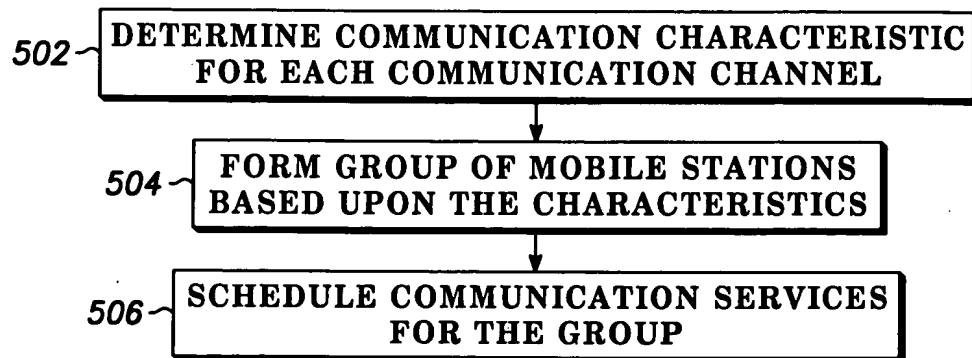 502
DETERMINE COMMUNICATION CHARACTERISTIC
FOR EACH COMMUNICATION CHANNEL
504
FORM GROUP OF MOBILE STATIONS
BASED UPON THE CHARACTERISTICS
506
SCHEDULE COMMUNICATION SERVICES
FOR THE GROUP